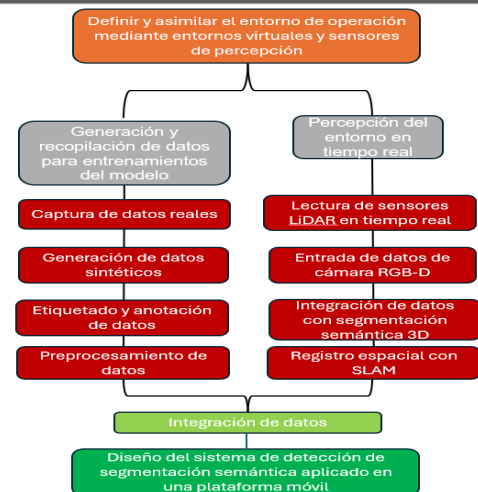 Definir y asimilar el entorno de operación
mediante entornos virtuales y sensores
de percepción
Generación y
recopilación de datos
para entrenamientos
del modelo
Captura de datos reales
Generación de datos
sintéticos
Etiquetado y anotación
de datos
Preprocesamiento de
datos
Percepción del
entorno en
tiempo real
Lectura de sensores
LiDAR en tiempo real
Entrada de datos de
cámara RGB-D
Integración de datos
con segmentación
semántica 3D
Registro espacial con
SLAM
Integración de datos
Diseño del sistema de detección de
segmentación semántica aplicado en
una plataforma móvil